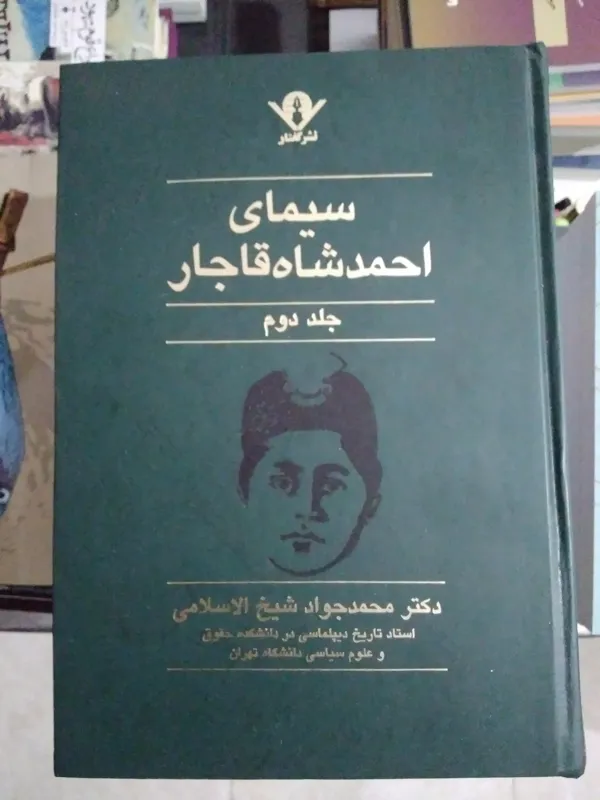 نشر گفتار
سیمای
احمدشاه قاجار
جلد دوم
دکتر محمدجواد شیخ الاسلامی
استاد تاریخ دیپلماسی در دانشکده حقوق
و علوم سیاسی دانشگاه تهران